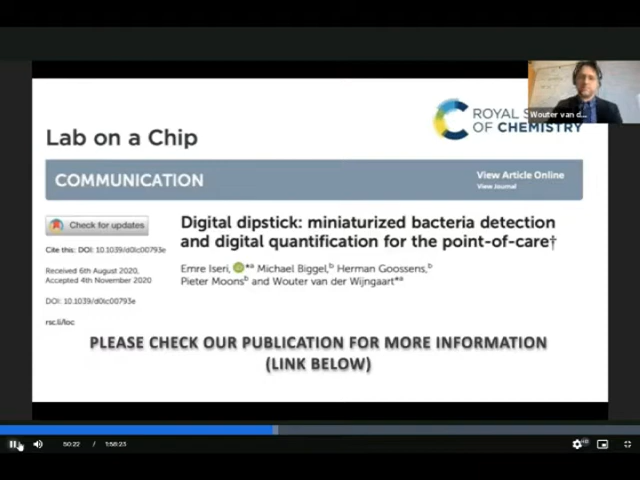 ROYAL S
OF CHEMISTRY
Wouter van d...
Lab on a Chip
COMMUNICATION
View Article Online
View Journal
Check for updates
Cite this: DOI: 10.1039/d0lc00793e
Received 6th August 2020,
Accepted 4th November 2020
DOI: 10.1039/d0lc00793e
rsc.li/loc
Digital dipstick: miniaturized bacteria detection
and digital quantification for the point-of-care†
Emre Iseri, *a Michael Biggel,b Herman Goossens,b
Pieter Moonsb and Wouter van der Wijngaart*a
PLEASE CHECK OUR PUBLICATION FOR MORE INFORMATION
(LINK BELOW)
50:22 / 1:58:23